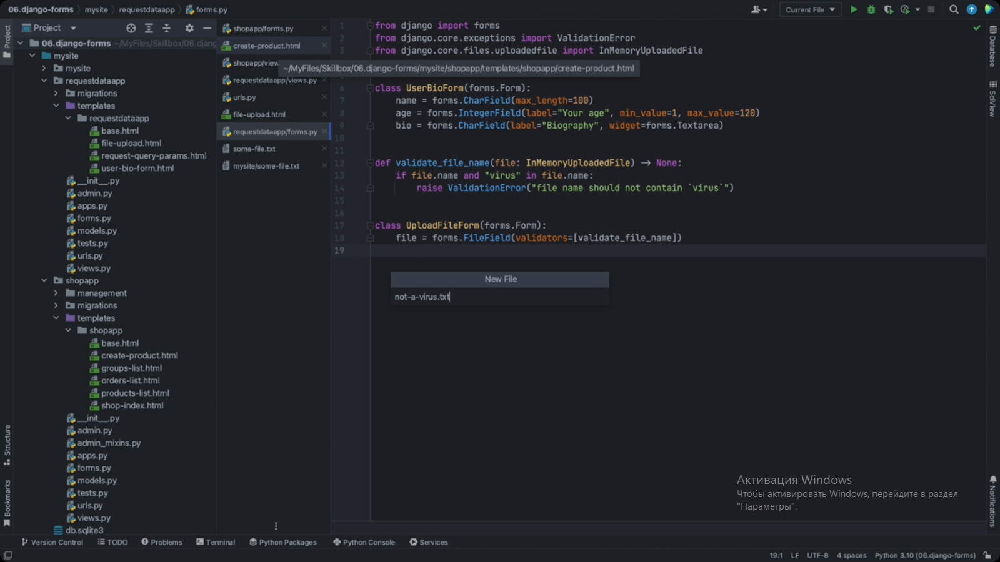 06.django-forms mysite requestdataapp forms.py
Current File
Project
06.django-forms ~/MyFiles/Skillbox/06.djang
mysite
mysite
requestdataapp
migrations
templates
requestdataapp
base.html
file-upload.html
request-query-params.html
user-bio-form.html
__init__.py
admin.py
apps.py
forms.py
models.py
tests.py
urls.py
views.py
shopapp
management
migrations
templates
shopapp
base.html
create-product.html
groups-list.html
orders-list.html
products-list.html
shop-index.html
__init__.py
admin.py
admin_mixins.py
apps.py
forms.py
models.py
tests.py
urls.py
views.py
db.sqlite3
Project
Structure
Bookmarks
shopapp/forms.py
create-product.html
shopapp/view
requestdataapp/views.py
urls.py
file-upload.html
requestdataapp/forms.py
some-file.txt
mysite/some-file.txt
~/MyFiles/Skillbox/06.django-forms/mysite/shopapp/templates/shopapp/create-product.html
1 from django import forms
2 from django.core.exceptions import ValidationError
3 from django.core.files.uploadedfile import InMemoryUploadedFile
6 class UserBioForm(forms.Form):
7 name = forms.CharField(max_length=100)
8 age = forms.IntegerField(label="Your age", min_value=1, max_value=120)
9 bio = forms.CharField(label="Biography", widget=forms.Textarea)
10
11
12 def validate_file_name(file: InMemoryUploadedFile) -> None:
13 if file.name and "virus" in file.name:
14 raise ValidationError("file name should not contain `virus`")
15
16
17 class UploadFileForm(forms.Form):
18 file = forms.FileField(validators=[validate_file_name])
19
New File
not-a-virus.txt
Database
SciView
Notifications
Активация Windows
Чтобы активировать Windows, перейдите в раздел
"Параметры".
Version Control TODO Problems Terminal Python Packages Python Console Services
19:1 LF UTF-8 4 spaces Python 3.10 (06.django-forms)